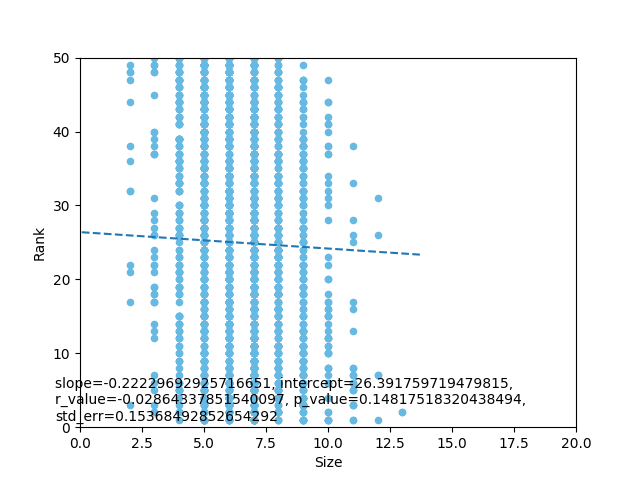 50
40
30
20
10
0
Rank
slope=-0.22229692925716651, intercept=26.391759719479815,
r_value=-0.02864337851540097, p_value=0.14817518320438494,
std_err=0.15368492852654292
0.0 2.5 5.0 7.5 10.0 12.5 15.0 17.5 20.0
Size